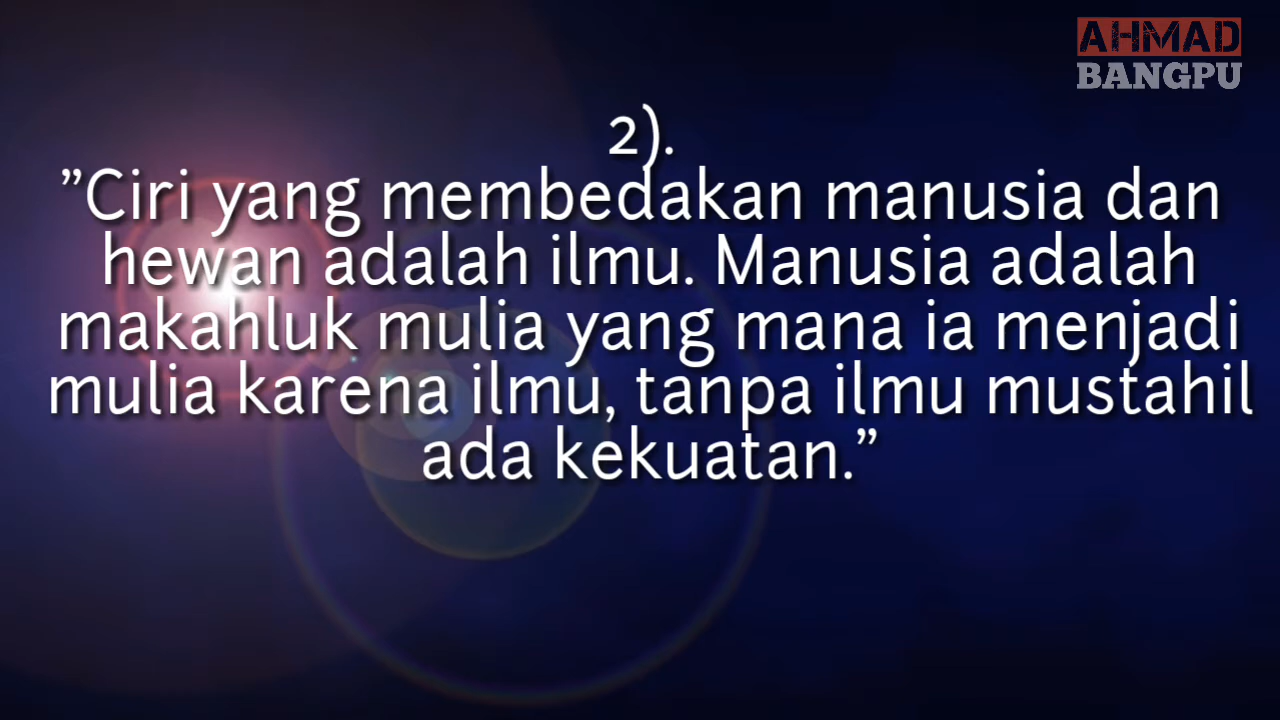 AHMAD
BANGPU
2).
”Ciri yang membedakan manusia dan
hewan adalah ilmu. Manusia adalah
makahluk mulia yang mana ia menjadi
mulia karena ilmu, tanpa ilmu mustahil
ada kekuatan.”